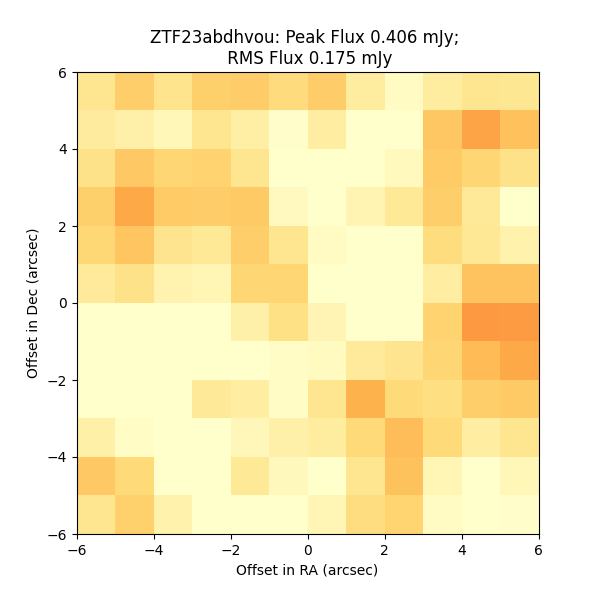 ZTF23abdhvou: Peak Flux 0.406 mJy;
RMS Flux 0.175 mJy
6
4
2
0
−2
−4
−6
Offset in Dec (arcsec)
−6 −4 −2 0 2 4 6
Offset in RA (arcsec)